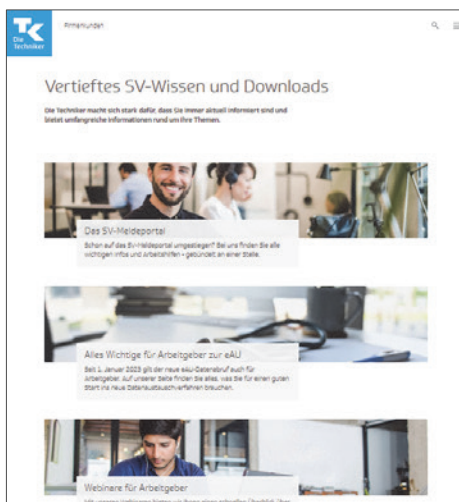 TK
Die
Techniker
Firmenkunden
Vertieftes SV-Wissen und Downloads
Die Techniker macht sich stark dafür, dass Sie immer aktuell informiert sind und
bietet umfangreiche Informationen rund um Ihre Themen.
Das SV-Meldeportal
Schon auf das SV-Meldeportal umgestiegen? Bei uns finden Sie alle
wichtigen Infos und Arbeitshilfen - gebündelt an einer Stelle.
Alles Wichtige für Arbeitgeber zur eAU
Seit 1. Januar 2023 gilt der neue eAU-Datenabruf auch für
Arbeitgeber. Auf unserer Seite finden Sie alles, was Sie für einen guten
Start ins neue Datenaustauschverfahren brauchen.
Webinare für Arbeitgeber